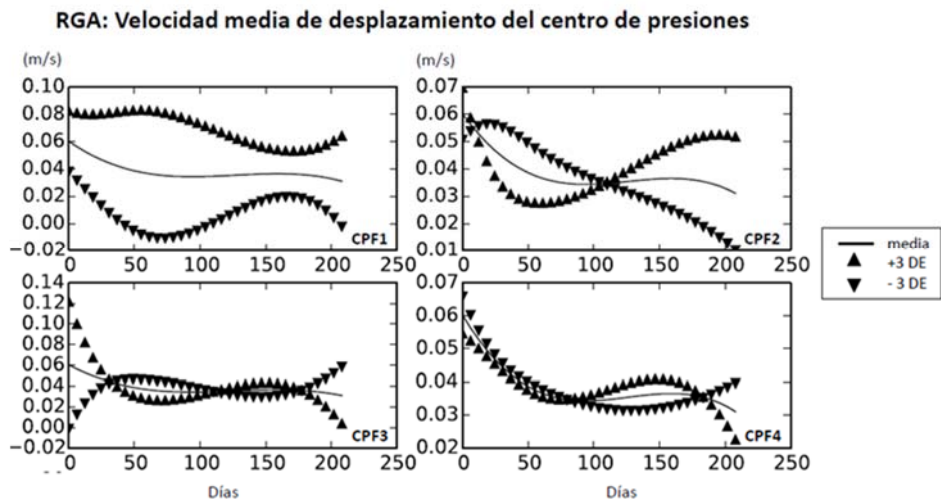 RGA: Velocidad media de desplazamiento del centro de presiones
(m/s)
(m/s)
0.10
0.08
0.06
0.04
0.02
0.00
−0.02
0 50 100 150 200 250
CPF1
0.07
0.06
0.05
0.04
0.03
0.02
0.01
0 50 100 150 200 250
CPF2
media
+3 DE
- 3 DE
0.14
0.12
0.10
0.08
0.06
0.04
0.02
0.00
−0.02
0 50 100 150 200 250
CPF3
Días
0.07
0.06
0.05
0.04
0.03
0.02
0 50 100 150 200 250
CPF4
Días